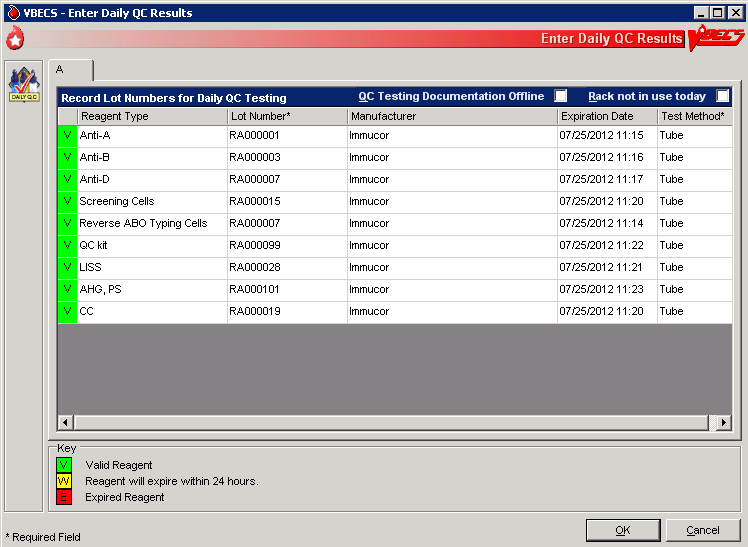 VBECS - Enter Daily QC Results
Enter Daily QC Results VBECS
DAILY QC
A
Record Lot Numbers for Daily QC Testing QC Testing Documentation Offline Rack not in use today
Reagent Type Lot Number* Manufacturer Expiration Date Test Method*
V Anti-A RA000001 Immucor 07/25/2012 11:15 Tube
V Anti-B RA000003 Immucor 07/25/2012 11:16 Tube
V Anti-D RA000007 Immucor 07/25/2012 11:17 Tube
V Screening Cells RA000015 Immucor 07/25/2012 11:20 Tube
V Reverse ABO Typing Cells RA000007 Immucor 07/25/2012 11:14 Tube
V QC kit RA000099 Immucor 07/25/2012 11:22 Tube
V LISS RA000028 Immucor 07/25/2012 11:21 Tube
V AHG, PS RA000101 Immucor 07/25/2012 11:23 Tube
V CC RA000019 Immucor 07/25/2012 11:20 Tube
Key
V Valid Reagent
W Reagent will expire within 24 hours.
E Expired Reagent
* Required Field
OK Cancel